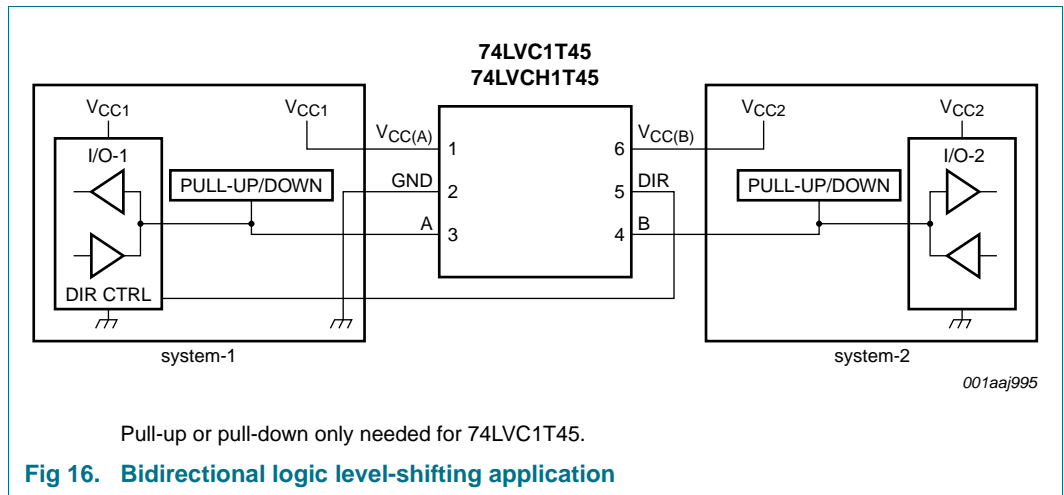 74LVC1T45
74LVCH1T45
VCC1
VCC1
VCC(A)
1
I/O-1
PULL-UP/DOWN
GND
2
A
3
DIR CTRL
system-1
6
VCC(B)
5
DIR
4
B
VCC2
VCC2
PULL-UP/DOWN
I/O-2
system-2
001aaj995
Pull-up or pull-down only needed for 74LVC1T45.
Fig 16. Bidirectional logic level-shifting application